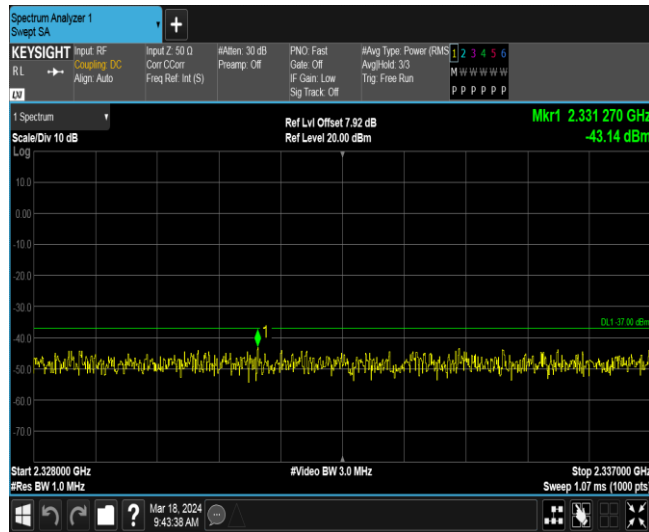 Spectrum Analyzer 1
Swept SA
+
KEYSIGHT
RL
LXI
Input: RF
Coupling: DC
Align: Auto
Input Z: 50 Ω
Corr CCorr
Freq Ref: Int (S)
#Atten: 30 dB
Preamp: Off
PNO: Fast
Gate: Off
IF Gain: Low
Sig Track: Off
#Avg Type: Power (RMS
Avg|Hold: 3/3
Trig: Free Run
1 2 3 4 5 6
M W W W W W
P P P P P P
1 Spectrum
Scale/Div 10 dB
Log
Ref Lvl Offset 7.92 dB
Ref Level 20.00 dBm
Mkr1 2.331 270 GHz
-43.14 dBm
10.0
0.00
-10.0
-20.0
-30.0
DL1 -37.00 dBm
1
-40.0
-50.0
-60.0
-70.0
Start 2.328000 GHz
#Res BW 1.0 MHz
#Video BW 3.0 MHz
Stop 2.337000 GHz
Sweep 1.07 ms (1000 pts)
?
Mar 18, 2024
9:43:38 AM